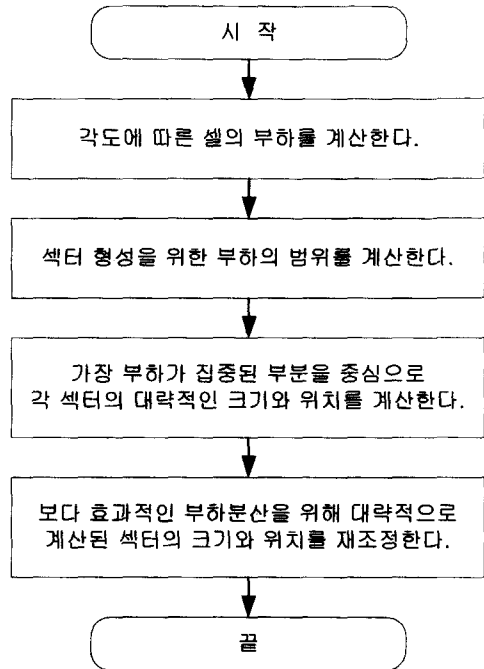 시 작
각도에 따른 셀의 부하를 계산한다.
섹터 형성을 위한 부하의 범위를 계산한다.
가장 부하가 집중된 부분을 중심으로
각 섹터의 대략적인 크기와 위치를 계산한다.
보다 효과적인 부하분산을 위해 대략적으로
계산된 섹터의 크기와 위치를 재조정한다.
끝